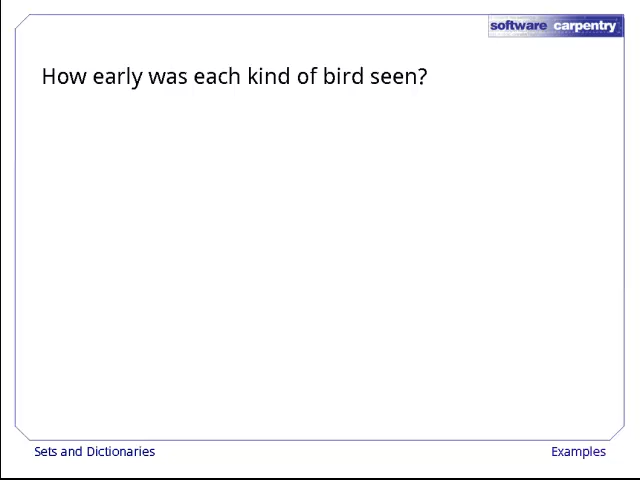 software carpentry
How early was each kind of bird seen?
Sets and Dictionaries
Examples